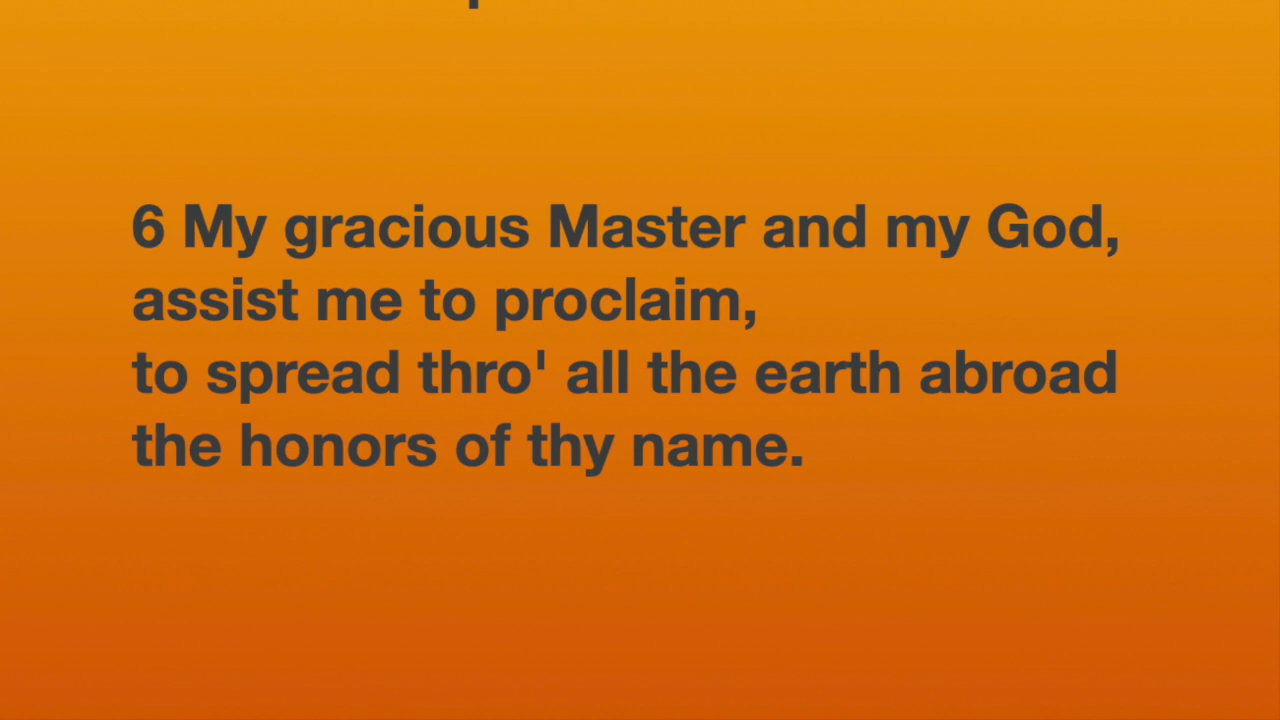 6 My gracious Master and my God,
assist me to proclaim,
to spread thro' all the earth abroad
the honors of thy name.